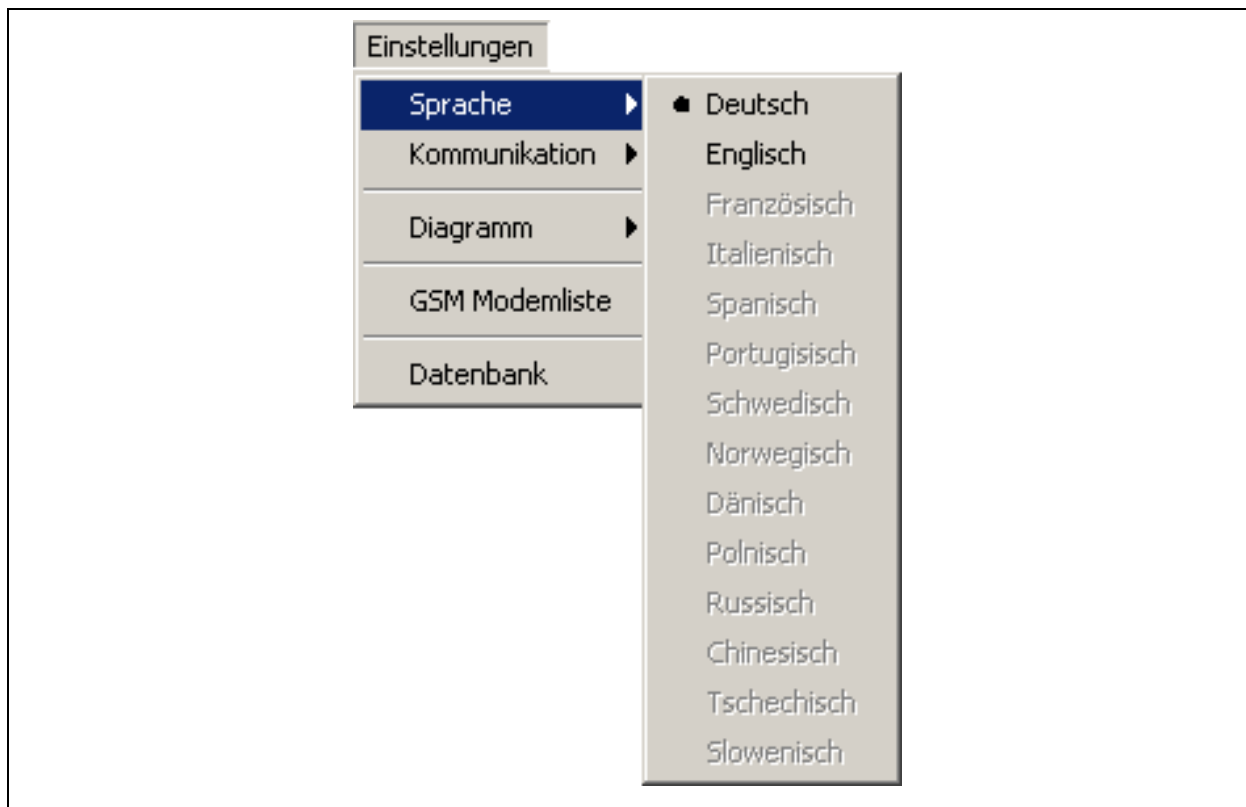 Einstellungen
Sprache
Kommunikation
Diagramm
GSM Modemliste
Datenbank
Deutsch
Englisch
Französisch
Italienisch
Spanisch
Portugisisch
Schwedisch
Norwegisch
Dänisch
Polnisch
Russisch
Chinesisch
Tschechisch
Slowenisch